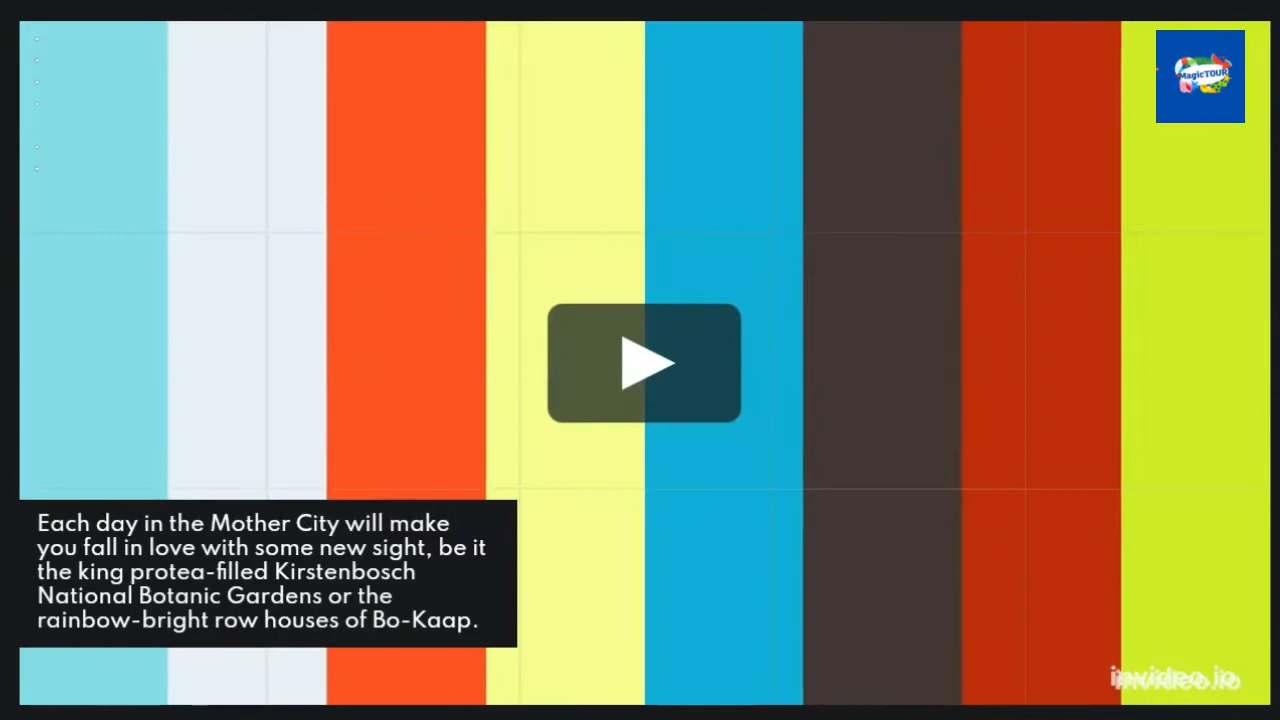 MagicTOUR
Each day in the Mother City will make
you fall in love with some new sight, be it
the king protea-filled Kirstenbosch
National Botanic Gardens or the
rainbow-bright row houses of Bo-Kaap.
invideo.io